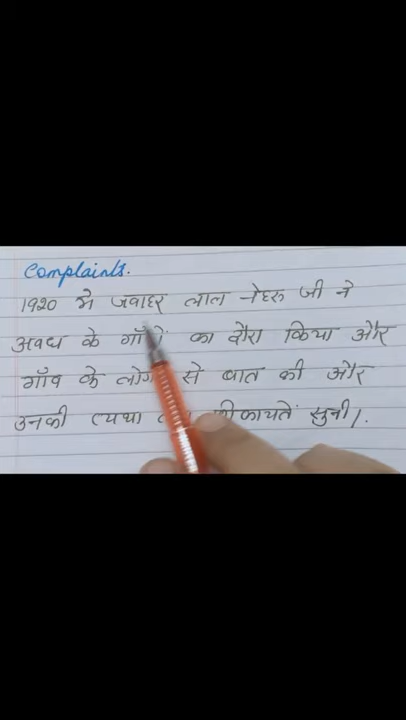 Complaints.
1920 मे जवाहर लाल नेहरु जी ने
अवध के का दौरा किया और
गाँव के से बात की और
उनकी व्यथा सुनी।.